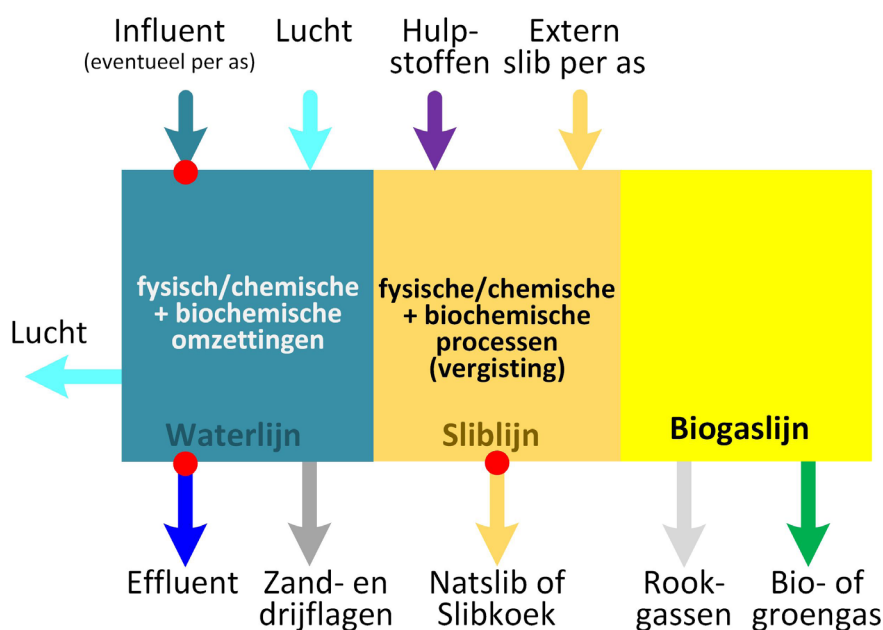 Influent
(eventueel per as)
Lucht
Hulp-
stoffen
Extern
slib per as
fysisch/chemische
+ biochemische
omzettingen
fysische/chemische
+ biochemische
processen
(vergisting)
Lucht
Waterlijn
Sliblijn
Biogaslijn
Effluent
Zand- en
drijflagen
Natslib of
Slibkoek
Rook-
gassen
Bio- of
groengas